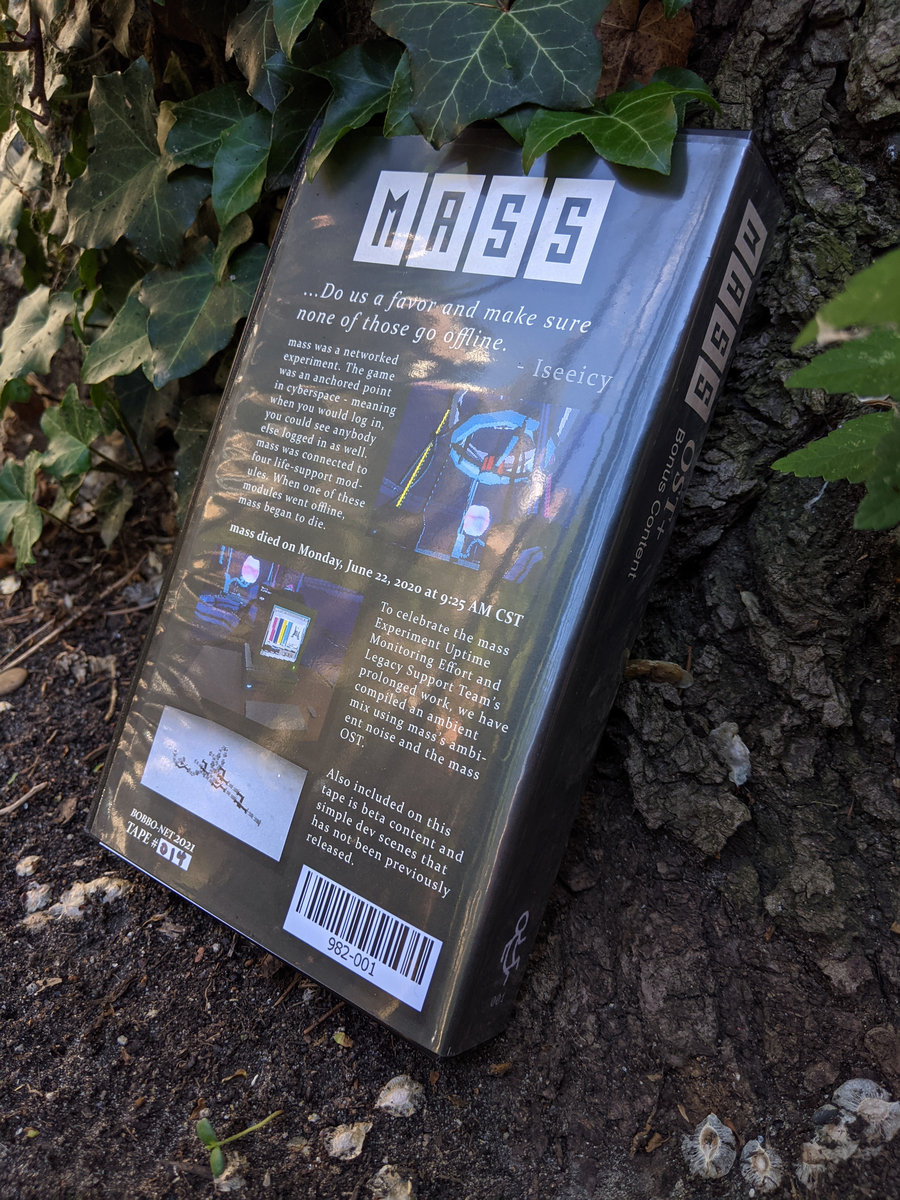 MASS
...Do us a favor and make sure
none of those go offline.
- Iseeicy
mass was a networked
experiment. The game
was an anchored point
in cyberspace - meaning
when you would log in,
you could see anybody
else logged in as well.
mass was connected to
four life-support mod-
ules. When one of these
modules went offline,
mass began to die.
mass died on Monday, June 22, 2020 at 9:25 AM CST
To celebrate the mass
Experiment Uptime
Monitoring Effort and
Legacy Support Team's
prolonged work, we have
compiled an ambient
mix using mass's ambi-
ent noise and the mass
OST.
Also included on this
tape is beta content and
simple dev scenes that
has not been previously
released.
BOBBO-NET 2021
TAPE #017
982-001
MASS
OST+
Bonus Content